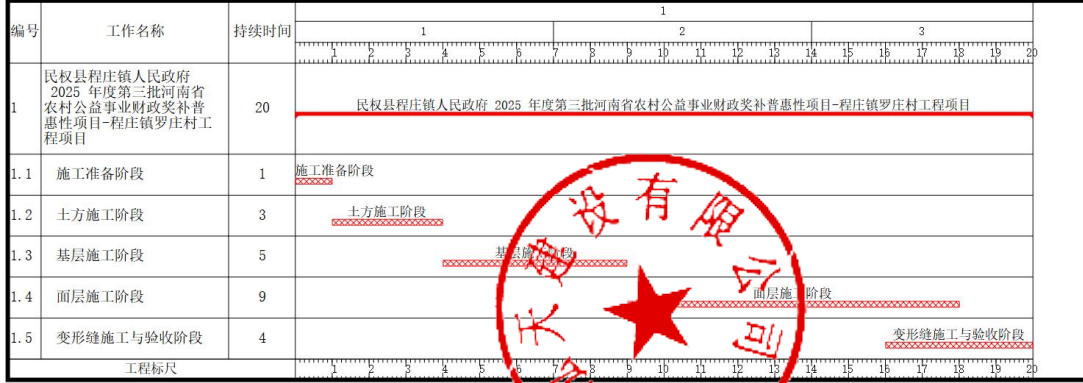 编号 工作名称 持续时间 1
1 2 3
1 2 3 4 5 6 7 8 9 10 11 12 13 14 15 16 17 18 19 20
1 民权县程庄镇人民政府
2025 年度第三批河南省
农村公益事业财政奖补普
惠性项目-程庄镇罗庄村工
程项目
20
民权县程庄镇人民政府 2025 年度第三批河南省农村公益事业财政奖补普惠性项目-程庄镇罗庄村工程项目
1.1 施工准备阶段 1 施工准备阶段
1.2 土方施工阶段 3 土方施工阶段
1.3 基层施工阶段 5 基层施工阶段
1.4 面层施工阶段 9 面层施工阶段
1.5 变形缝施工与验收阶段 4 变形缝施工与验收阶段
工程标尺 1 2 3 4 5 6 7 8 9 10 11 12 13 14 15 16 17 18 19 20
天建设有限公司